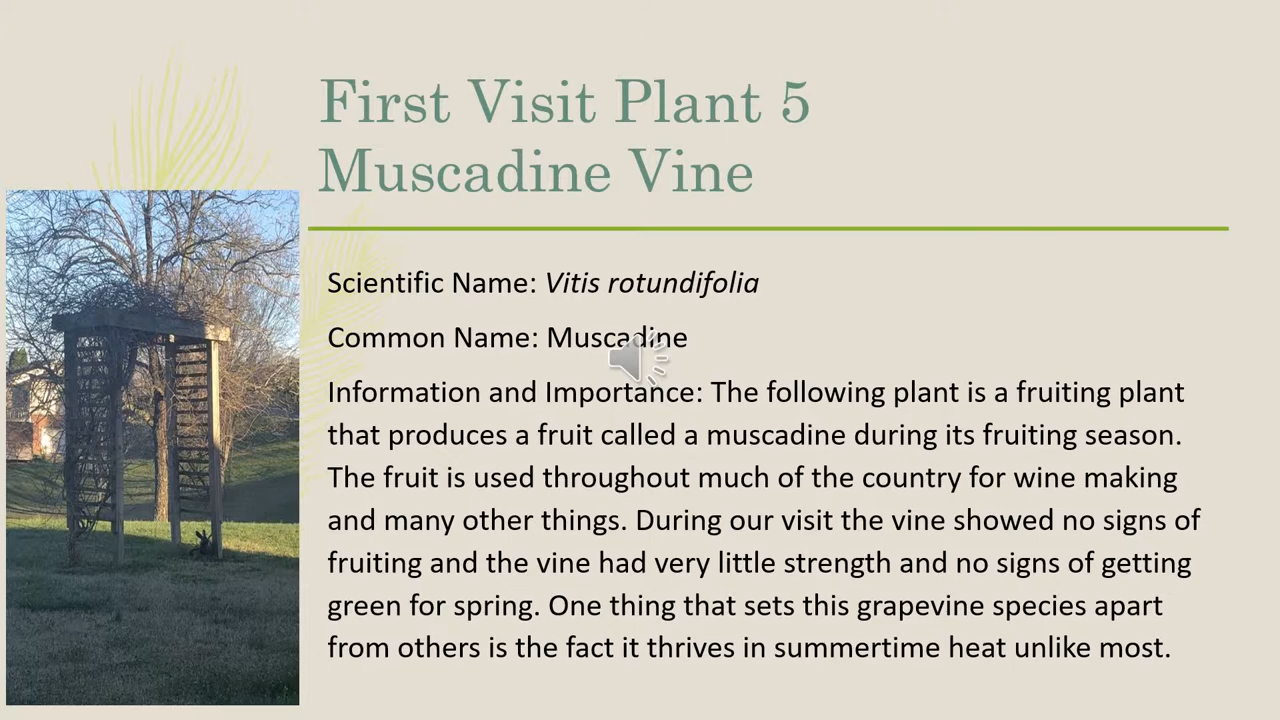 First Visit Plant 5
Muscadine Vine
Scientific Name: Vitis rotundifolia
Common Name: Muscadine
Information and Importance: The following plant is a fruiting plant
that produces a fruit called a muscadine during its fruiting season.
The fruit is used throughout much of the country for wine making
and many other things. During our visit the vine showed no signs of
fruiting and the vine had very little strength and no signs of getting
green for spring. One thing that sets this grapevine species apart
from others is the fact it thrives in summertime heat unlike most.